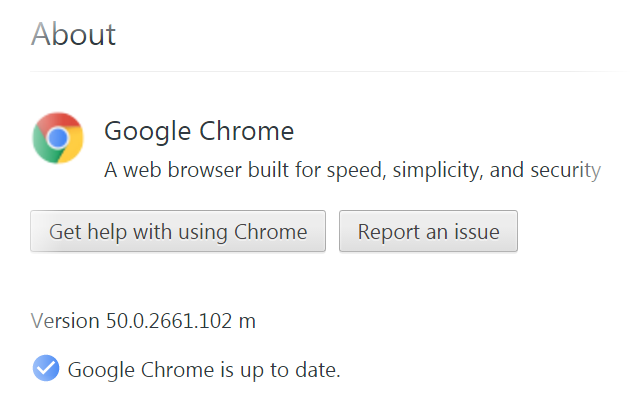 About
Google Chrome
A web browser built for speed, simplicity, and security
Get help with using Chrome
Report an issue
Version 50.0.2661.102 m
Google Chrome is up to date.